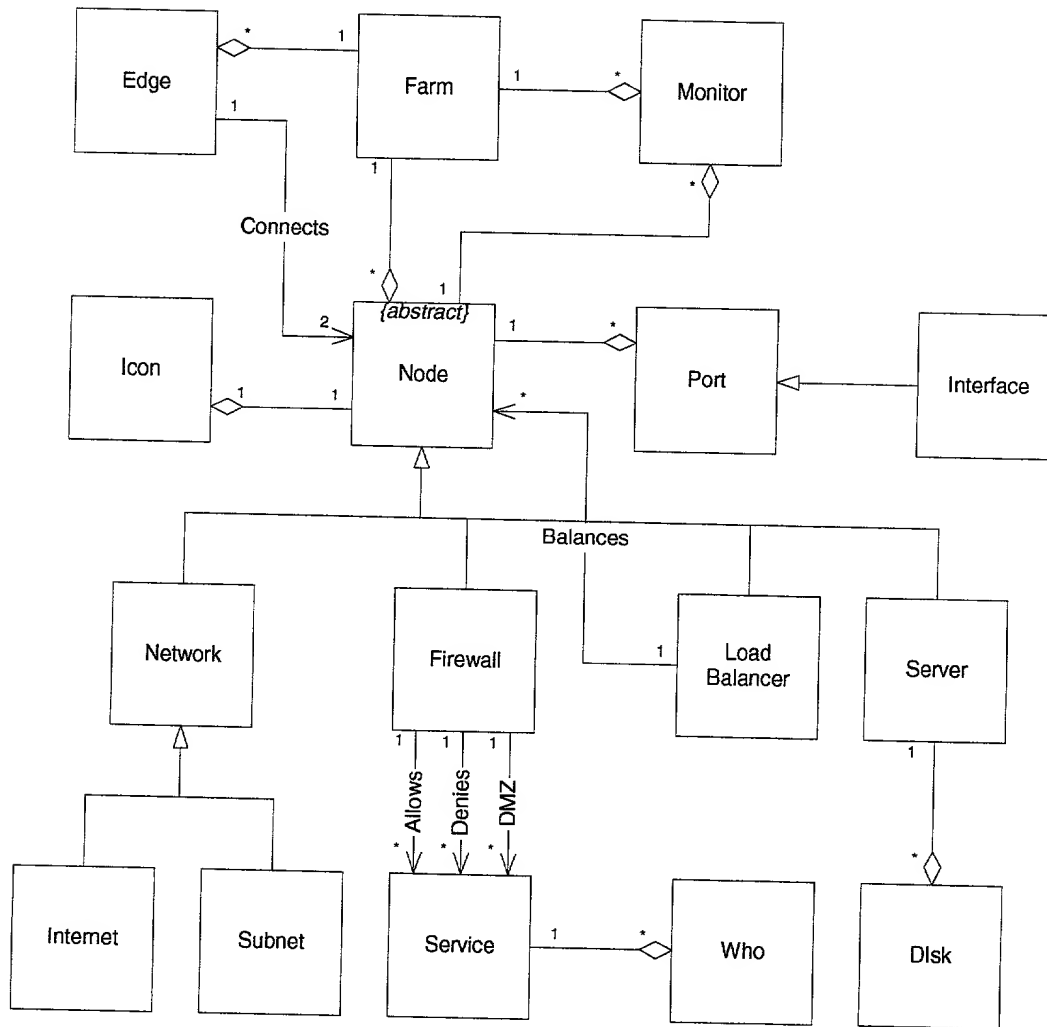 * 1
Edge
Farm
1 *
Monitor
1
1
*
Connects
*
1
{abstract}
2
1 *
Icon
Node
Port
Interface
1 1
*
Balances
Network
Firewall
1
Load
Balancer
Server
1 1 1
1
Allows
Denies
DMZ
* * *
*
Internet
Subnet
Service
1 *
Who
DIsk